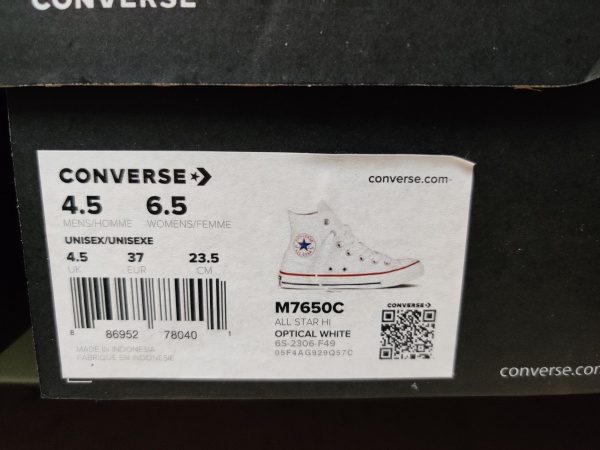 CONVERSE
CONVERSE
converse.com
4.5 6.5
MENS/HOMME WOMENS/FEMME
UNISEX/UNISEXE
4.5 37 23.5
UK EUR CM
8 86952 78040 1
MADE IN INDONESIA
FABRIQUE EN INDONESIE
M7650C
ALL STAR HI
OPTICAL WHITE
6S-2306-F49
05F4AG929Q57C
CONVERSE
converse.com